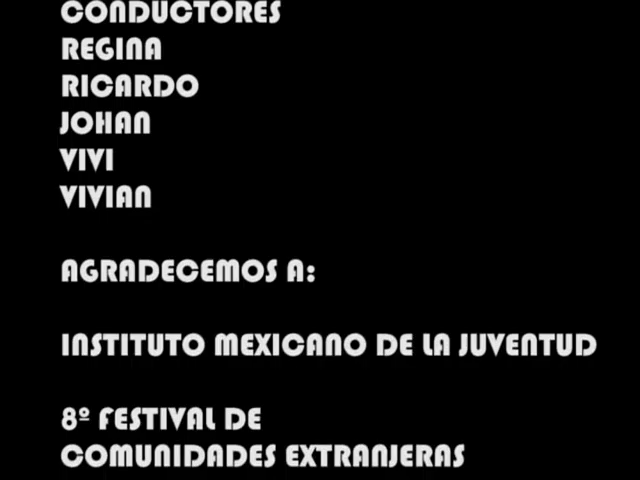 CONDUCTORES
REGINA
RICARDO
JOHAN
VIVI
VIVIAN
AGRADECEMOS A:
INSTITUTO MEXICANO DE LA JUVENTUD
8º FESTIVAL DE
COMUNIDADES EXTRANJERAS